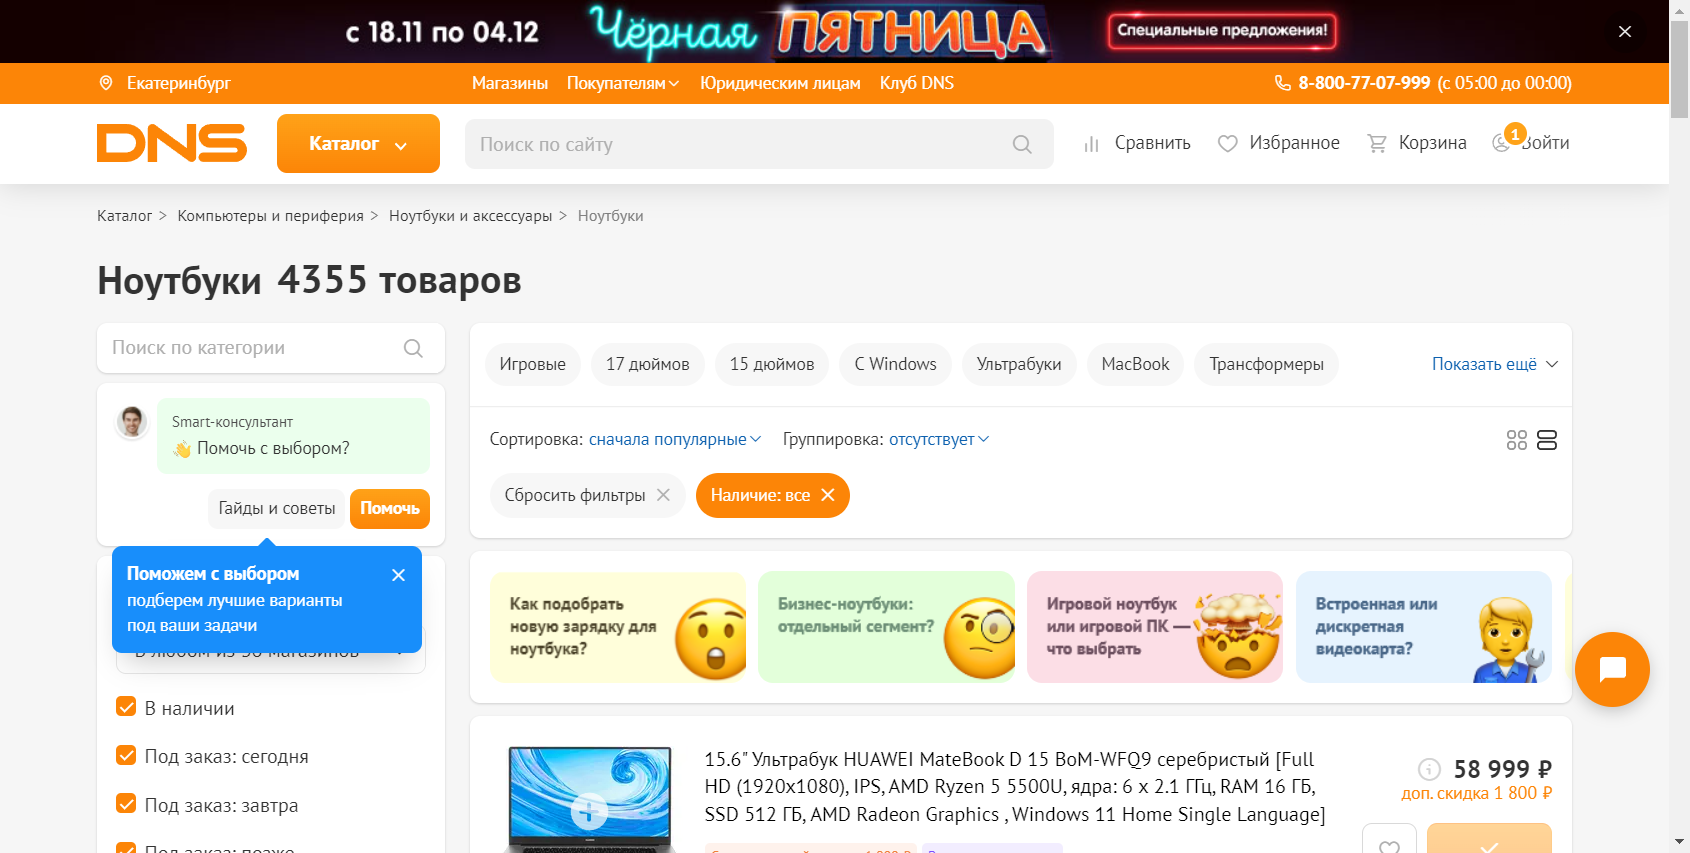 с 18.11 по 04.12
Чёрная ПЯТНИЦА
Специальные предложения!
Екатеринбург
Магазины Покупателям Юридическим лицам Клуб DNS
8-800-77-07-999 (с 05:00 до 00:00)
DNS
Каталог
Поиск по сайту
Сравнить
Избранное
Корзина
1
Войти
Каталог > Компьютеры и периферия > Ноутбуки и аксессуары > Ноутбуки
Ноутбуки 4355 товаров
Поиск по категории
Smart-консультант
Помочь с выбором?
Гайды и советы
Помочь
Поможем с выбором
подберем лучшие варианты
под ваши задачи
В наличии
Под заказ: сегодня
Под заказ: завтра
Под заказ: позже
Игровые 17 дюймов 15 дюймов С Windows Ультрабуки MacBook Трансформеры Показать ещё
Сортировка: сначала популярные Группировка: отсутствует
Сбросить фильтры Наличие: все
Как подобрать
новую зарядку для
ноутбука?
Бизнес-ноутбуки:
отдельный сегмент?
Игровой ноутбук
или игровой ПК —
что выбрать
Встроенная или
дискретная
видеокарта?
15.6" Ультрабук HUAWEI MateBook D 15 BoM-WFQ9 серебристый [Full
HD (1920x1080), IPS, AMD Ryzen 5 5500U, ядра: 6 х 2.1 ГГц, RAM 16 ГБ,
SSD 512 ГБ, AMD Radeon Graphics , Windows 11 Home Single Language]
58 999 ₽
доп. скидка 1 800 ₽